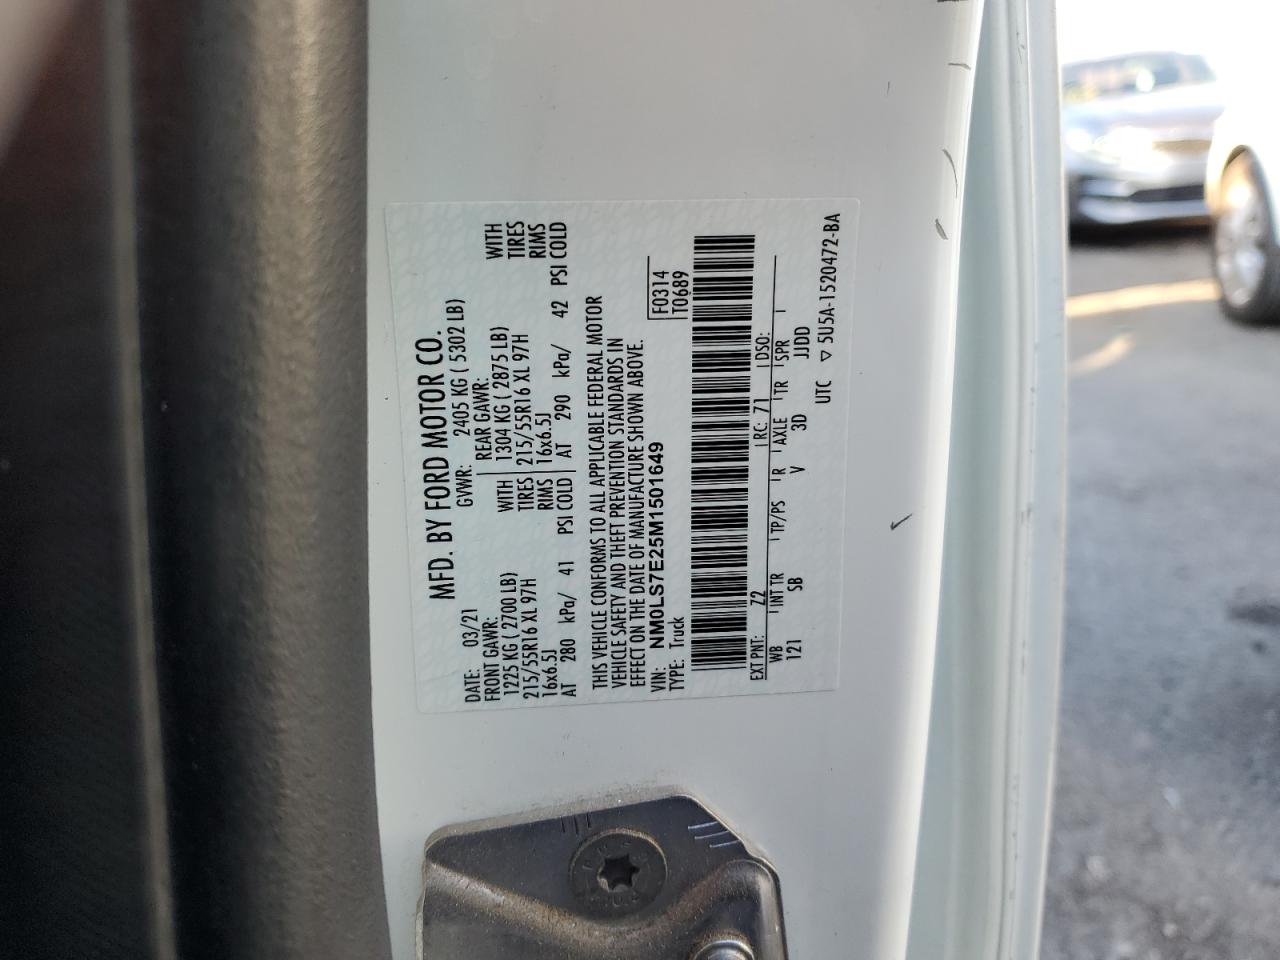 MFD. BY FORD MOTOR CO.
DATE: 03/21 GVWR: 2405 KG ( 5302 LB)
FRONT GAWR: REAR GAWR:
1225 KG ( 2700 LB) WITH 1304 KG ( 2875 LB) WITH
215/55R16 XL 97H TIRES 215/55R16 XL 97H TIRES
16x6.5J RIMS 16x6.5J RIMS
AT 280 kPa/ 41 PSI COLD AT 290 kPa/ 42 PSI COLD
THIS VEHICLE CONFORMS TO ALL APPLICABLE FEDERAL MOTOR
VEHICLE SAFETY AND THEFT PREVENTION STANDARDS IN
EFFECT ON THE DATE OF MANUFACTURE SHOWN ABOVE.
VIN: NM0LS7E25M1501649 F0314
TYPE: Truck T0689
EXT PNT: Z2 RC: 71 DSO:
WB INT TR TP/PS R AXLE TR SPR
121 SB V 3D JJDD
UTC ▽ 5U5A-1520472-BA